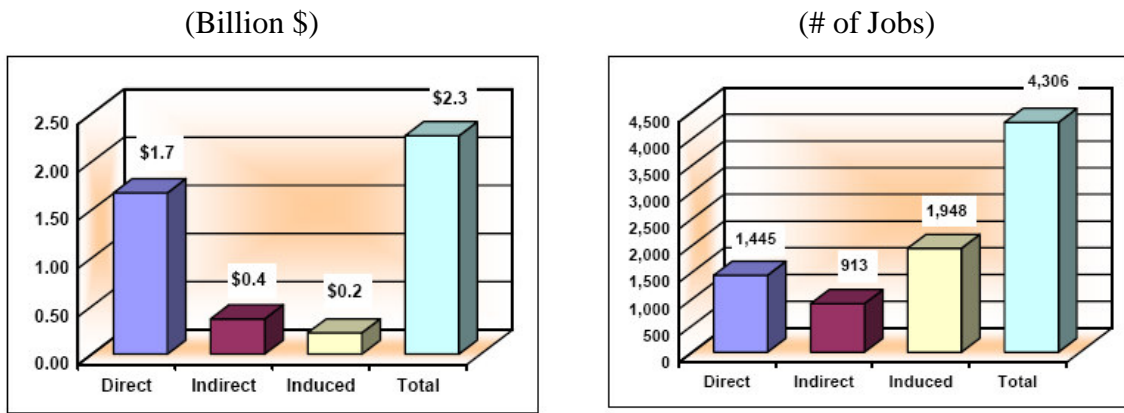 (Billion $)
(# of Jobs)
2.50
2.00
1.50
1.00
0.50
0.00
$1.7
$0.4
$0.2
$2.3
Direct
Indirect
Induced
Total
4,500
4,000
3,500
3,000
2,500
2,000
1,500
1,000
500
0
1,445
913
1,948
4,306
Direct
Indirect
Induced
Total